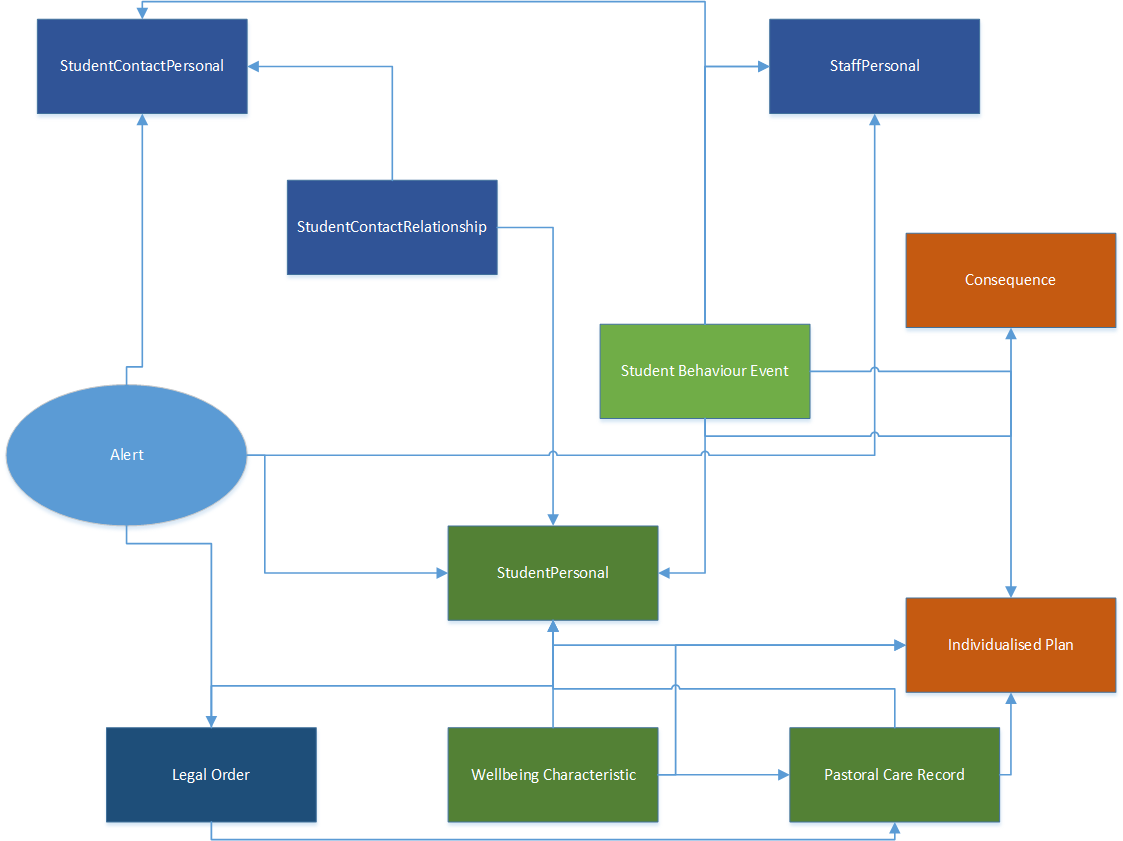 StudentContactPersonal
StaffPersonal
StudentContactRelationship
Consequence
Student Behaviour Event
Alert
StudentPersonal
Individualised Plan
Legal Order
Wellbeing Characteristic
Pastoral Care Record